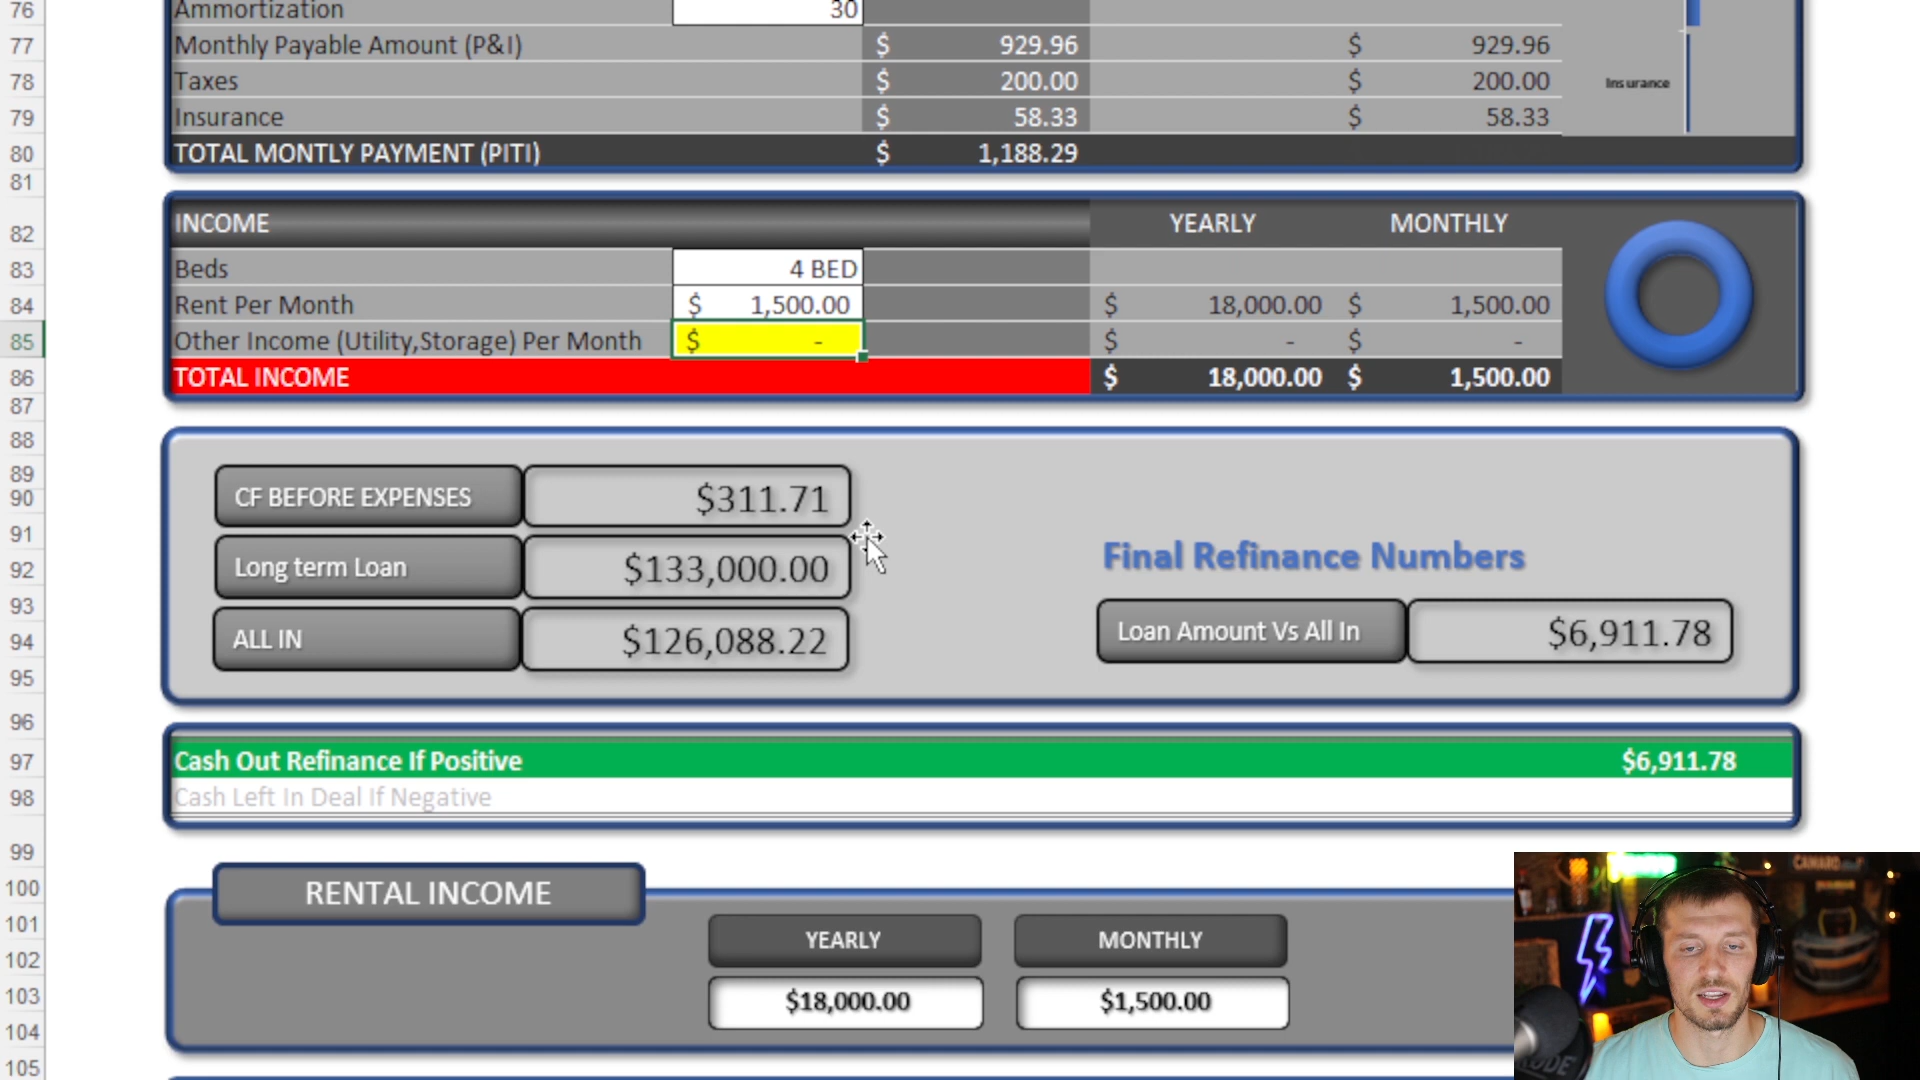 76 Ammortization 30
77 Monthly Payable Amount (P&I) $ 929.96 $ 929.96
78 Taxes $ 200.00 $ 200.00 Insurance
79 Insurance $ 58.33 $ 58.33
80 TOTAL MONTLY PAYMENT (PITI) $ 1,188.29
81
82 INCOME YEARLY MONTHLY
83 Beds 4 BED
84 Rent Per Month $ 1,500.00 $ 18,000.00 $ 1,500.00
85 Other Income (Utility,Storage) Per Month $ - $ - $ -
86 TOTAL INCOME $ 18,000.00 $ 1,500.00
87
88
89
90 CF BEFORE EXPENSES $311.71
91
92 Long term Loan $133,000.00 Final Refinance Numbers
93
94 ALL IN $126,088.22 Loan Amount Vs All In $6,911.78
95
96
97 Cash Out Refinance If Positive $6,911.78
98 Cash Left In Deal If Negative
99
100 RENTAL INCOME
101
102 YEARLY MONTHLY
103 $18,000.00 $1,500.00
104
105
CAMARO
RODE